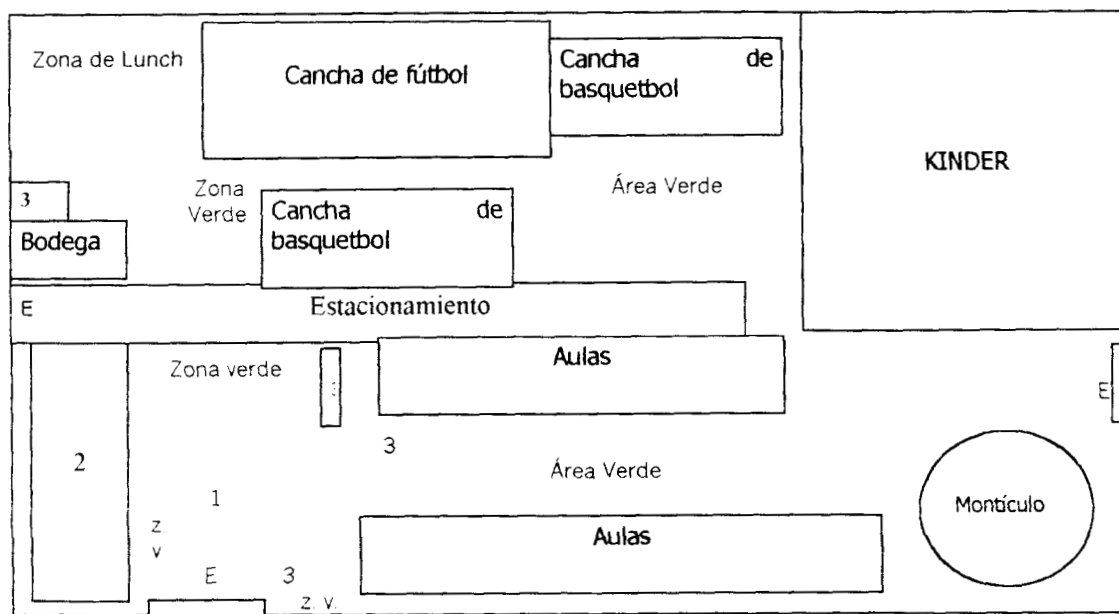 Zona de Lunch
Cancha de fútbol
Cancha de
basquetbol
KINDER
3
Zona
Verde
Área Verde
Cancha de
basquetbol
Bodega
E
Estacionamiento
Zona verde
3
Aulas
E
2
3
Área Verde
1
Montículo
z
v
Aulas
E
3
z. v.